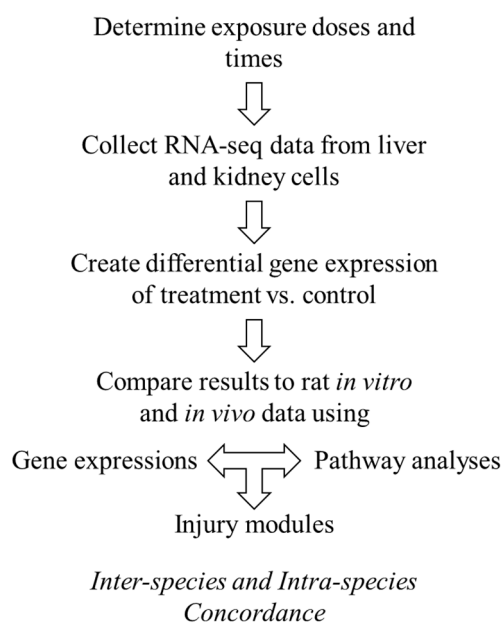 Determine exposure doses and
times
Collect RNA-seq data from liver
and kidney cells
Create differential gene expression
of treatment vs. control
Compare results to rat in vitro
and in vivo data using
Gene expressions
Pathway analyses
Injury modules
Inter-species and Intra-species
Concordance